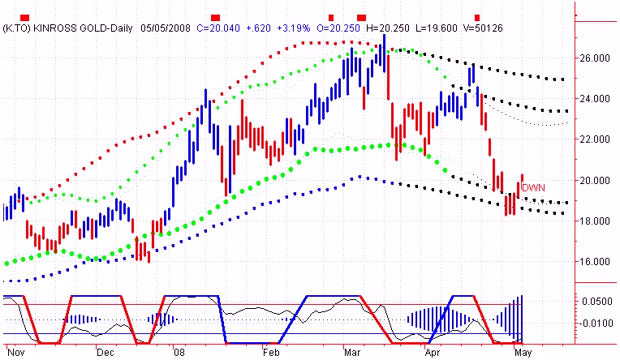 (K.TO) KINROSS GOLD-Daily 05/05/2008 C=20.040 +.620 +3.19% O=20.250 H=20.250 L=19.600 V=50126
26.000
24.000
22.000
20.000
DWN
18.000
16.000
0.0500
-0.0100
Nov Dec 08 Feb Mar Apr May